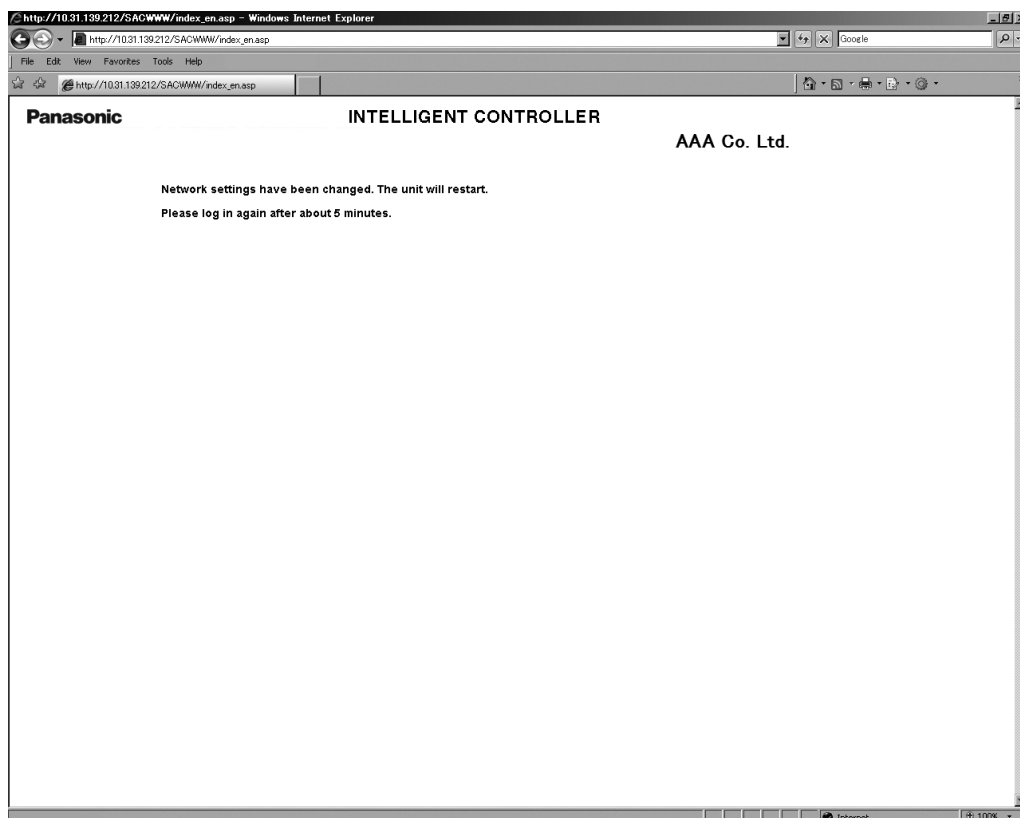 http://10.31.139.212/SACWWW/index_en.asp - Windows Internet Explorer
http://10.31.139.212/SACWWW/index_en.asp
Google
File Edit View Favorites Tools Help
http://10.31.139.212/SACWWW/index_en.asp
Panasonic
INTELLIGENT CONTROLLER
AAA Co. Ltd.
Network settings have been changed. The unit will restart.
Please log in again after about 5 minutes.
Internet
100%